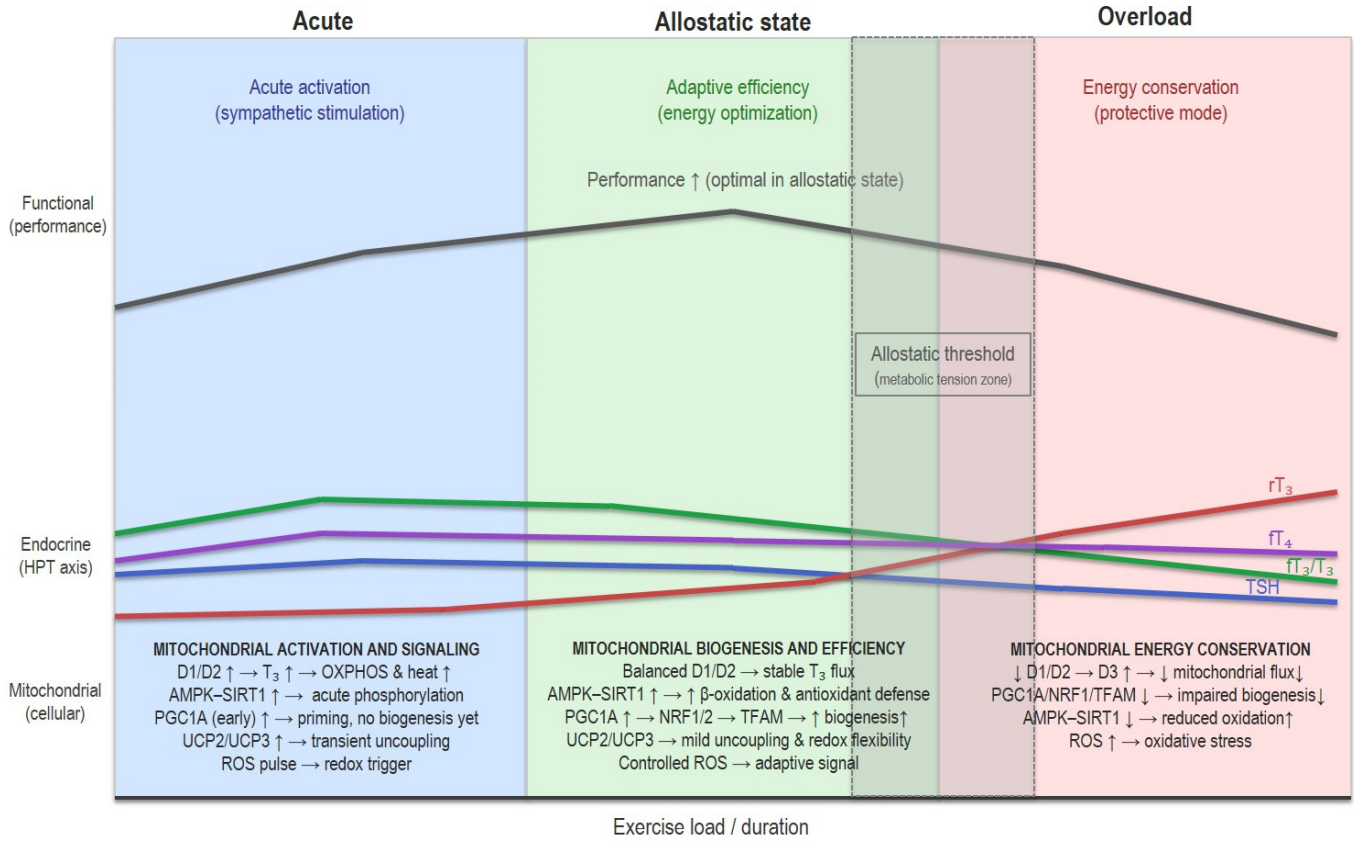 Acute
Allostatic state
Overload
Acute activation
(sympathetic stimulation)
Adaptive efficiency
(energy optimization)
Energy conservation
(protective mode)
Performance ↑ (optimal in allostatic state)
Functional
(performance)
Allostatic threshold
(metabolic tension zone)
Endocrine
(HPT axis)
rT₃
fT₄
fT₃/T₃
TSH
Mitochondrial
(cellular)
MITOCHONDRIAL ACTIVATION AND SIGNALING
D1/D2 ↑ → T₃ ↑ → OXPHOS & heat ↑
AMPK–SIRT1 ↑ → acute phosphorylation
PGC1A (early) ↑ → priming, no biogenesis yet
UCP2/UCP3 ↑ → transient uncoupling
ROS pulse → redox trigger
MITOCHONDRIAL BIOGENESIS AND EFFICIENCY
Balanced D1/D2 → stable T₃ flux
AMPK–SIRT1 ↑ → ↑ β-oxidation & antioxidant defense
PGC1A ↑ → NRF1/2 → TFAM → ↑ biogenesis↑
UCP2/UCP3 → mild uncoupling & redox flexibility
Controlled ROS → adaptive signal
MITOCHONDRIAL ENERGY CONSERVATION
↓ D1/D2 → D3 ↑ → ↓ mitochondrial flux↓
PGC1A/NRF1/TFAM ↓ → impaired biogenesis↓
AMPK–SIRT1 ↓ → reduced oxidation↑
ROS ↑ → oxidative stress
Exercise load / duration